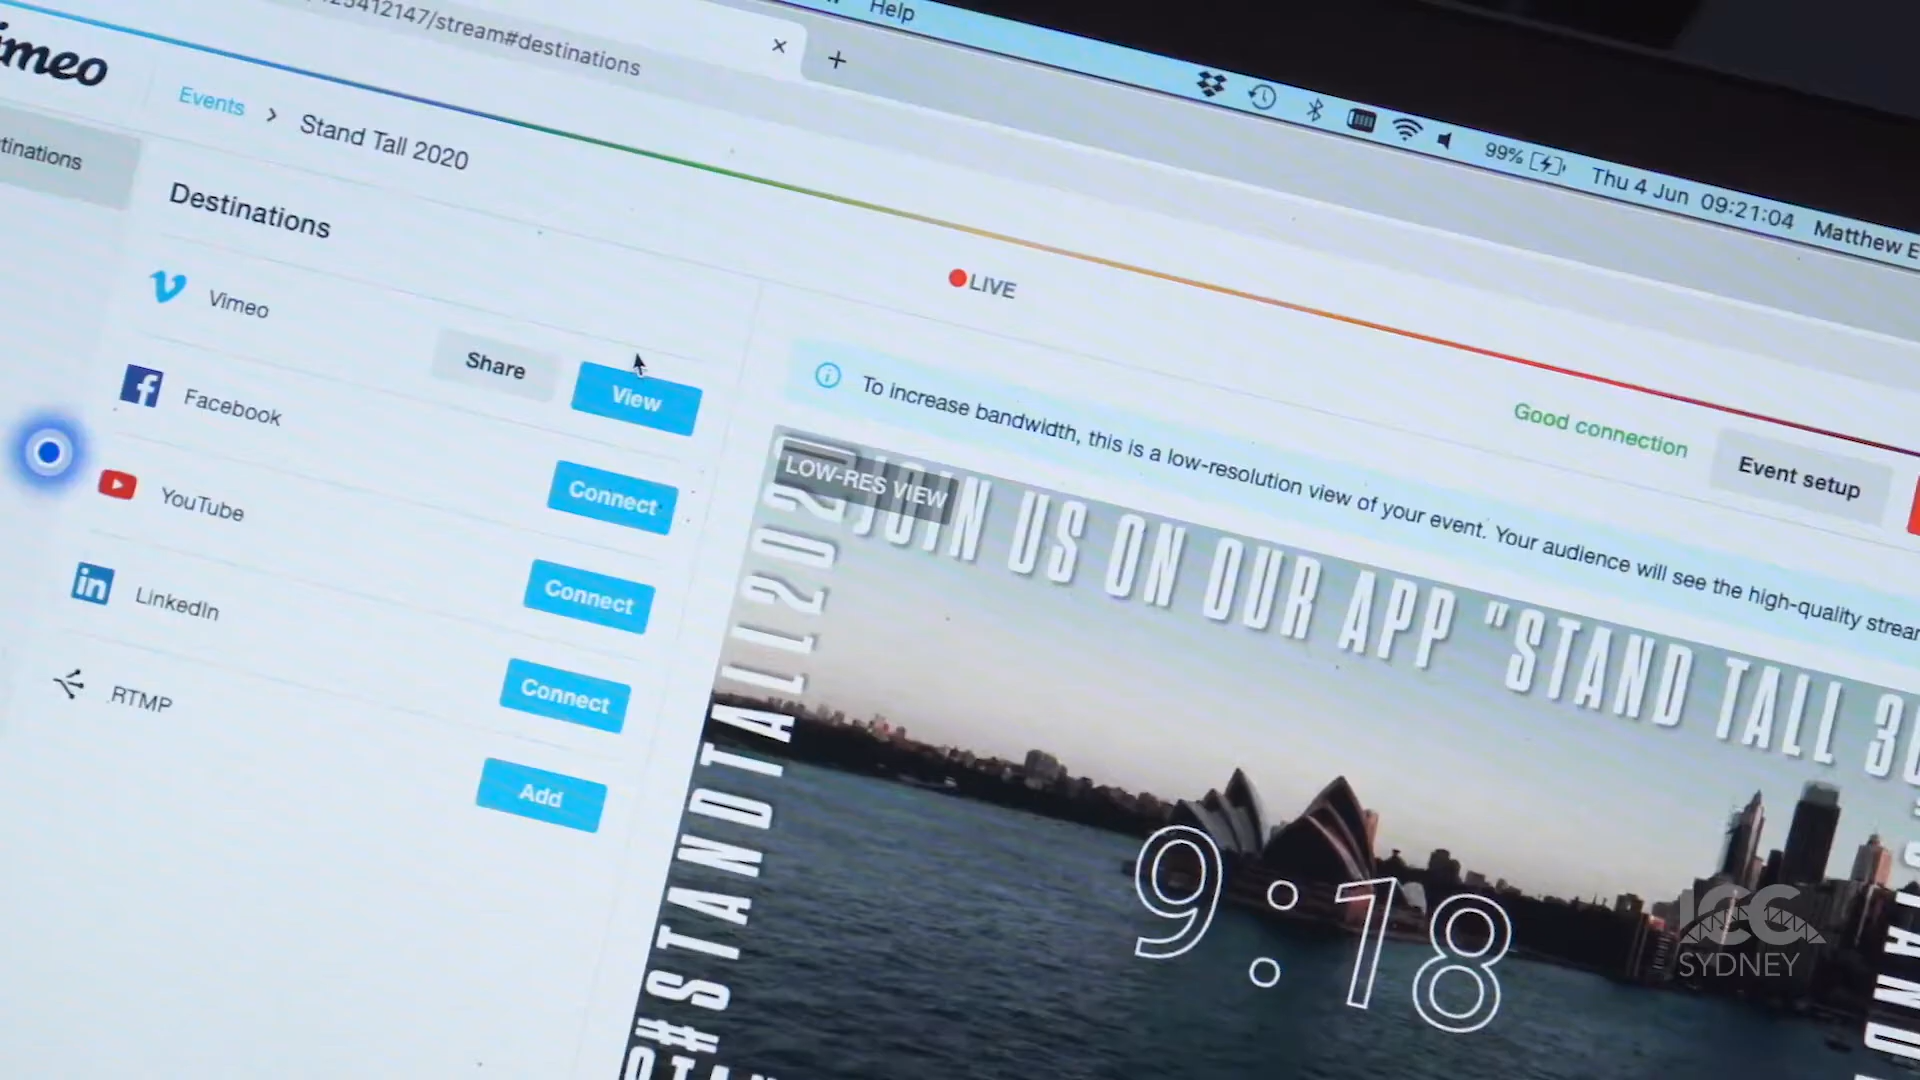 Help
123412147/stream#destinations
99%
Thu 4 Jun 09:21:04 Matthew E
imeo
Events > Stand Tall 2020
tinations
Destinations
LIVE
Vimeo
Share
View
Good connection
Event setup
To increase bandwidth, this is a low-resolution view of your event. Your audience will see the high-quality strea
Facebook
Connect
YouTube
Connect
LinkedIn
Connect
RTMP
Add
LOW-RES VIEW
JOIN US ON OUR APP "STAND TALL 3
#STANDTALL2020
9:18
ICC
SYDNEY